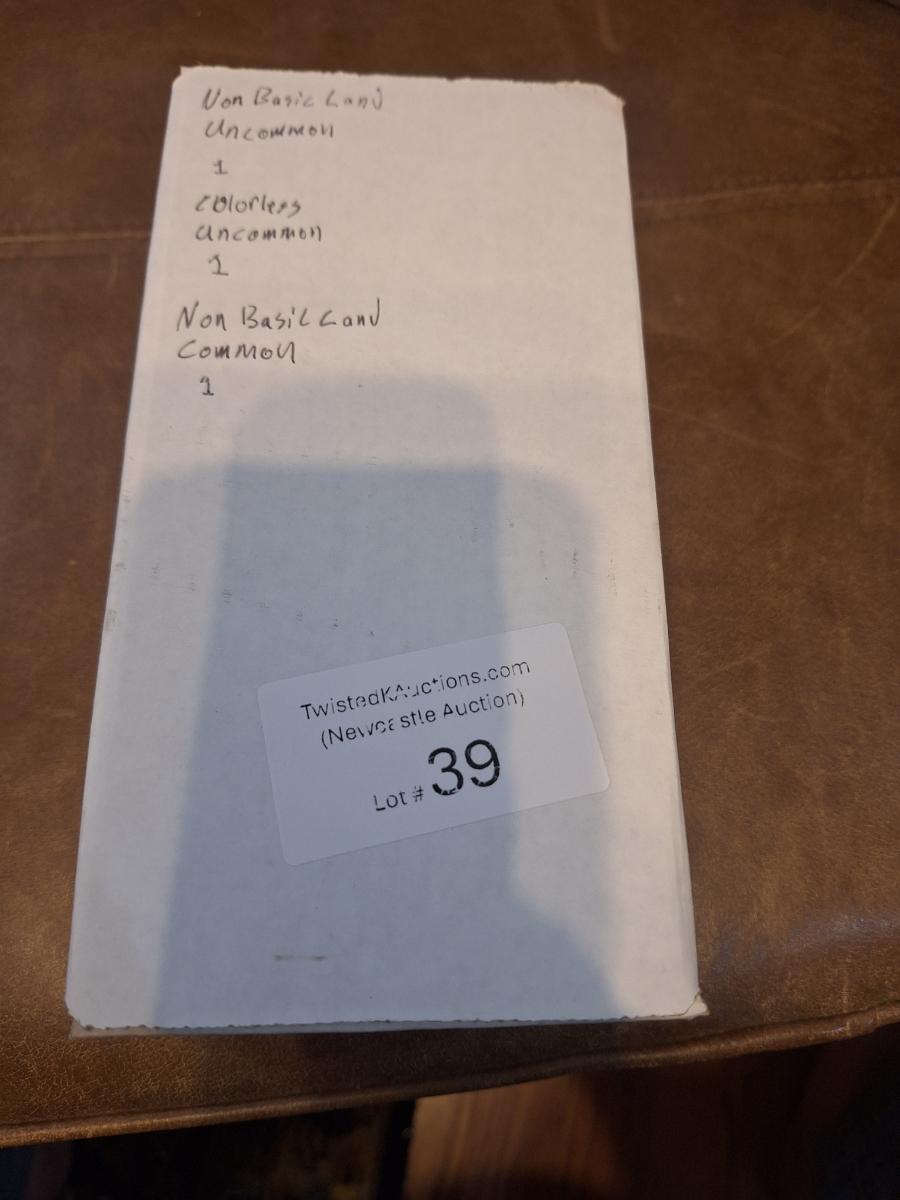 Non Basic Land
Uncommon
1
Colorless
Uncommon
1
Non Basic Land
Common
1
TwistedKAuctions.com
(Newcastle Auction)
Lot # 39